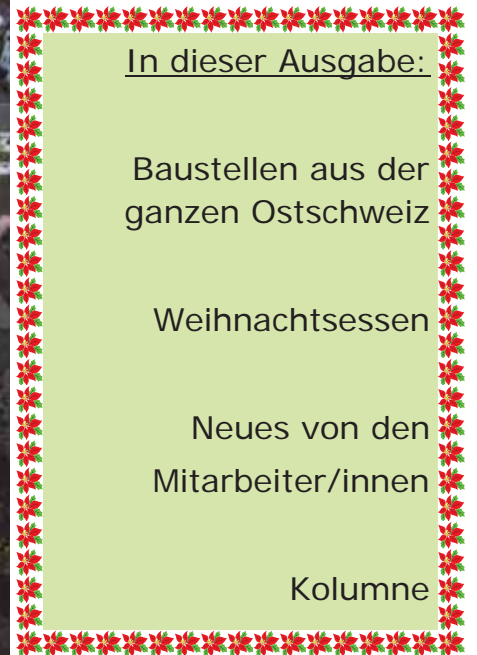 In dieser Ausgabe:
Baustellen aus der
ganzen Ostschweiz
Weihnachtsessen
Neues von den
Mitarbeiter/innen
Kolumne